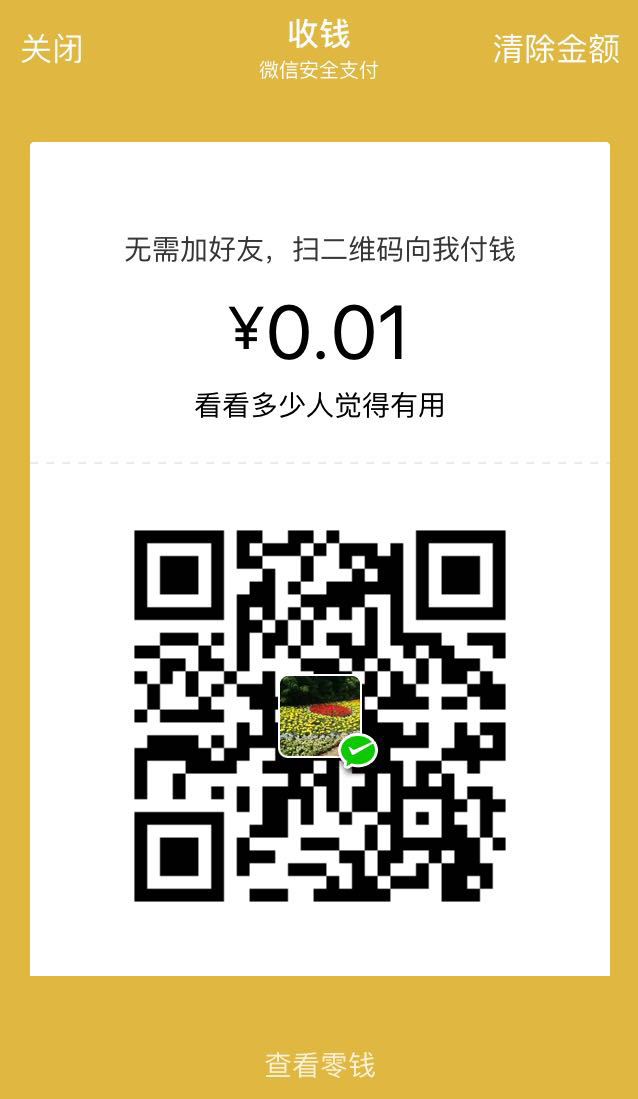 关闭
收钱
清除金额
微信安全支付
无需加好友，扫二维码向我付钱
¥0.01
看看多少人觉得有用
查看零钱